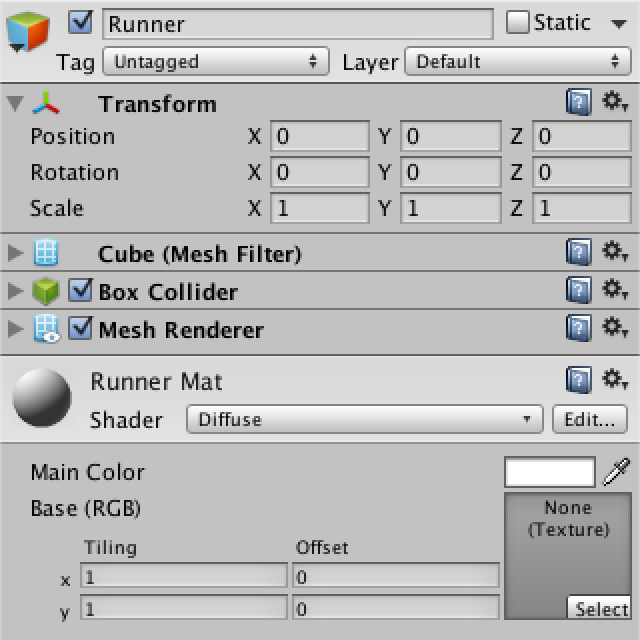 Runner Static
Tag Untagged Layer Default
Transform
Position X 0 Y 0 Z 0
Rotation X 0 Y 0 Z 0
Scale X 1 Y 1 Z 1
Cube (Mesh Filter)
Box Collider
Mesh Renderer
Runner Mat
Shader Diffuse Edit...
Main Color
Base (RGB) None
(Texture)
Tiling Offset
x 1 0
y 1 0 Select